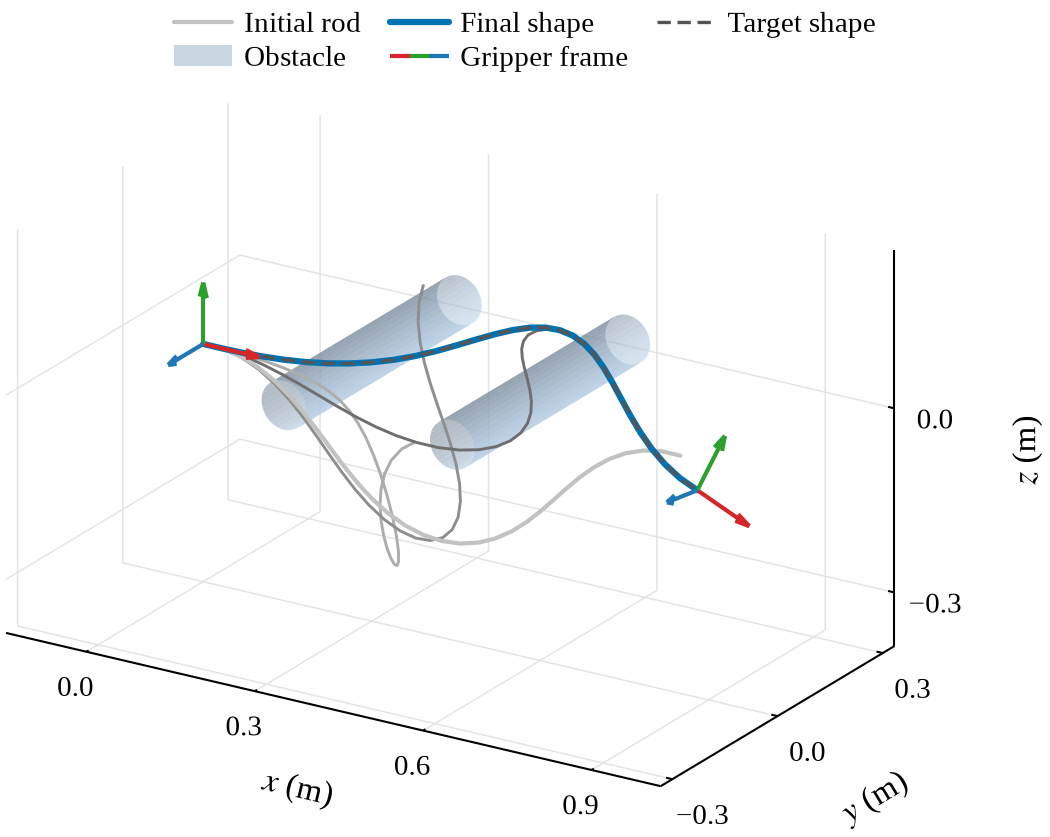 Initial rod Final shape Target shape
Obstacle Gripper frame
0.0
−0.3
z (m)
0.0
0.3
0.6
0.9
x (m)
−0.3
0.0
0.3
y (m)